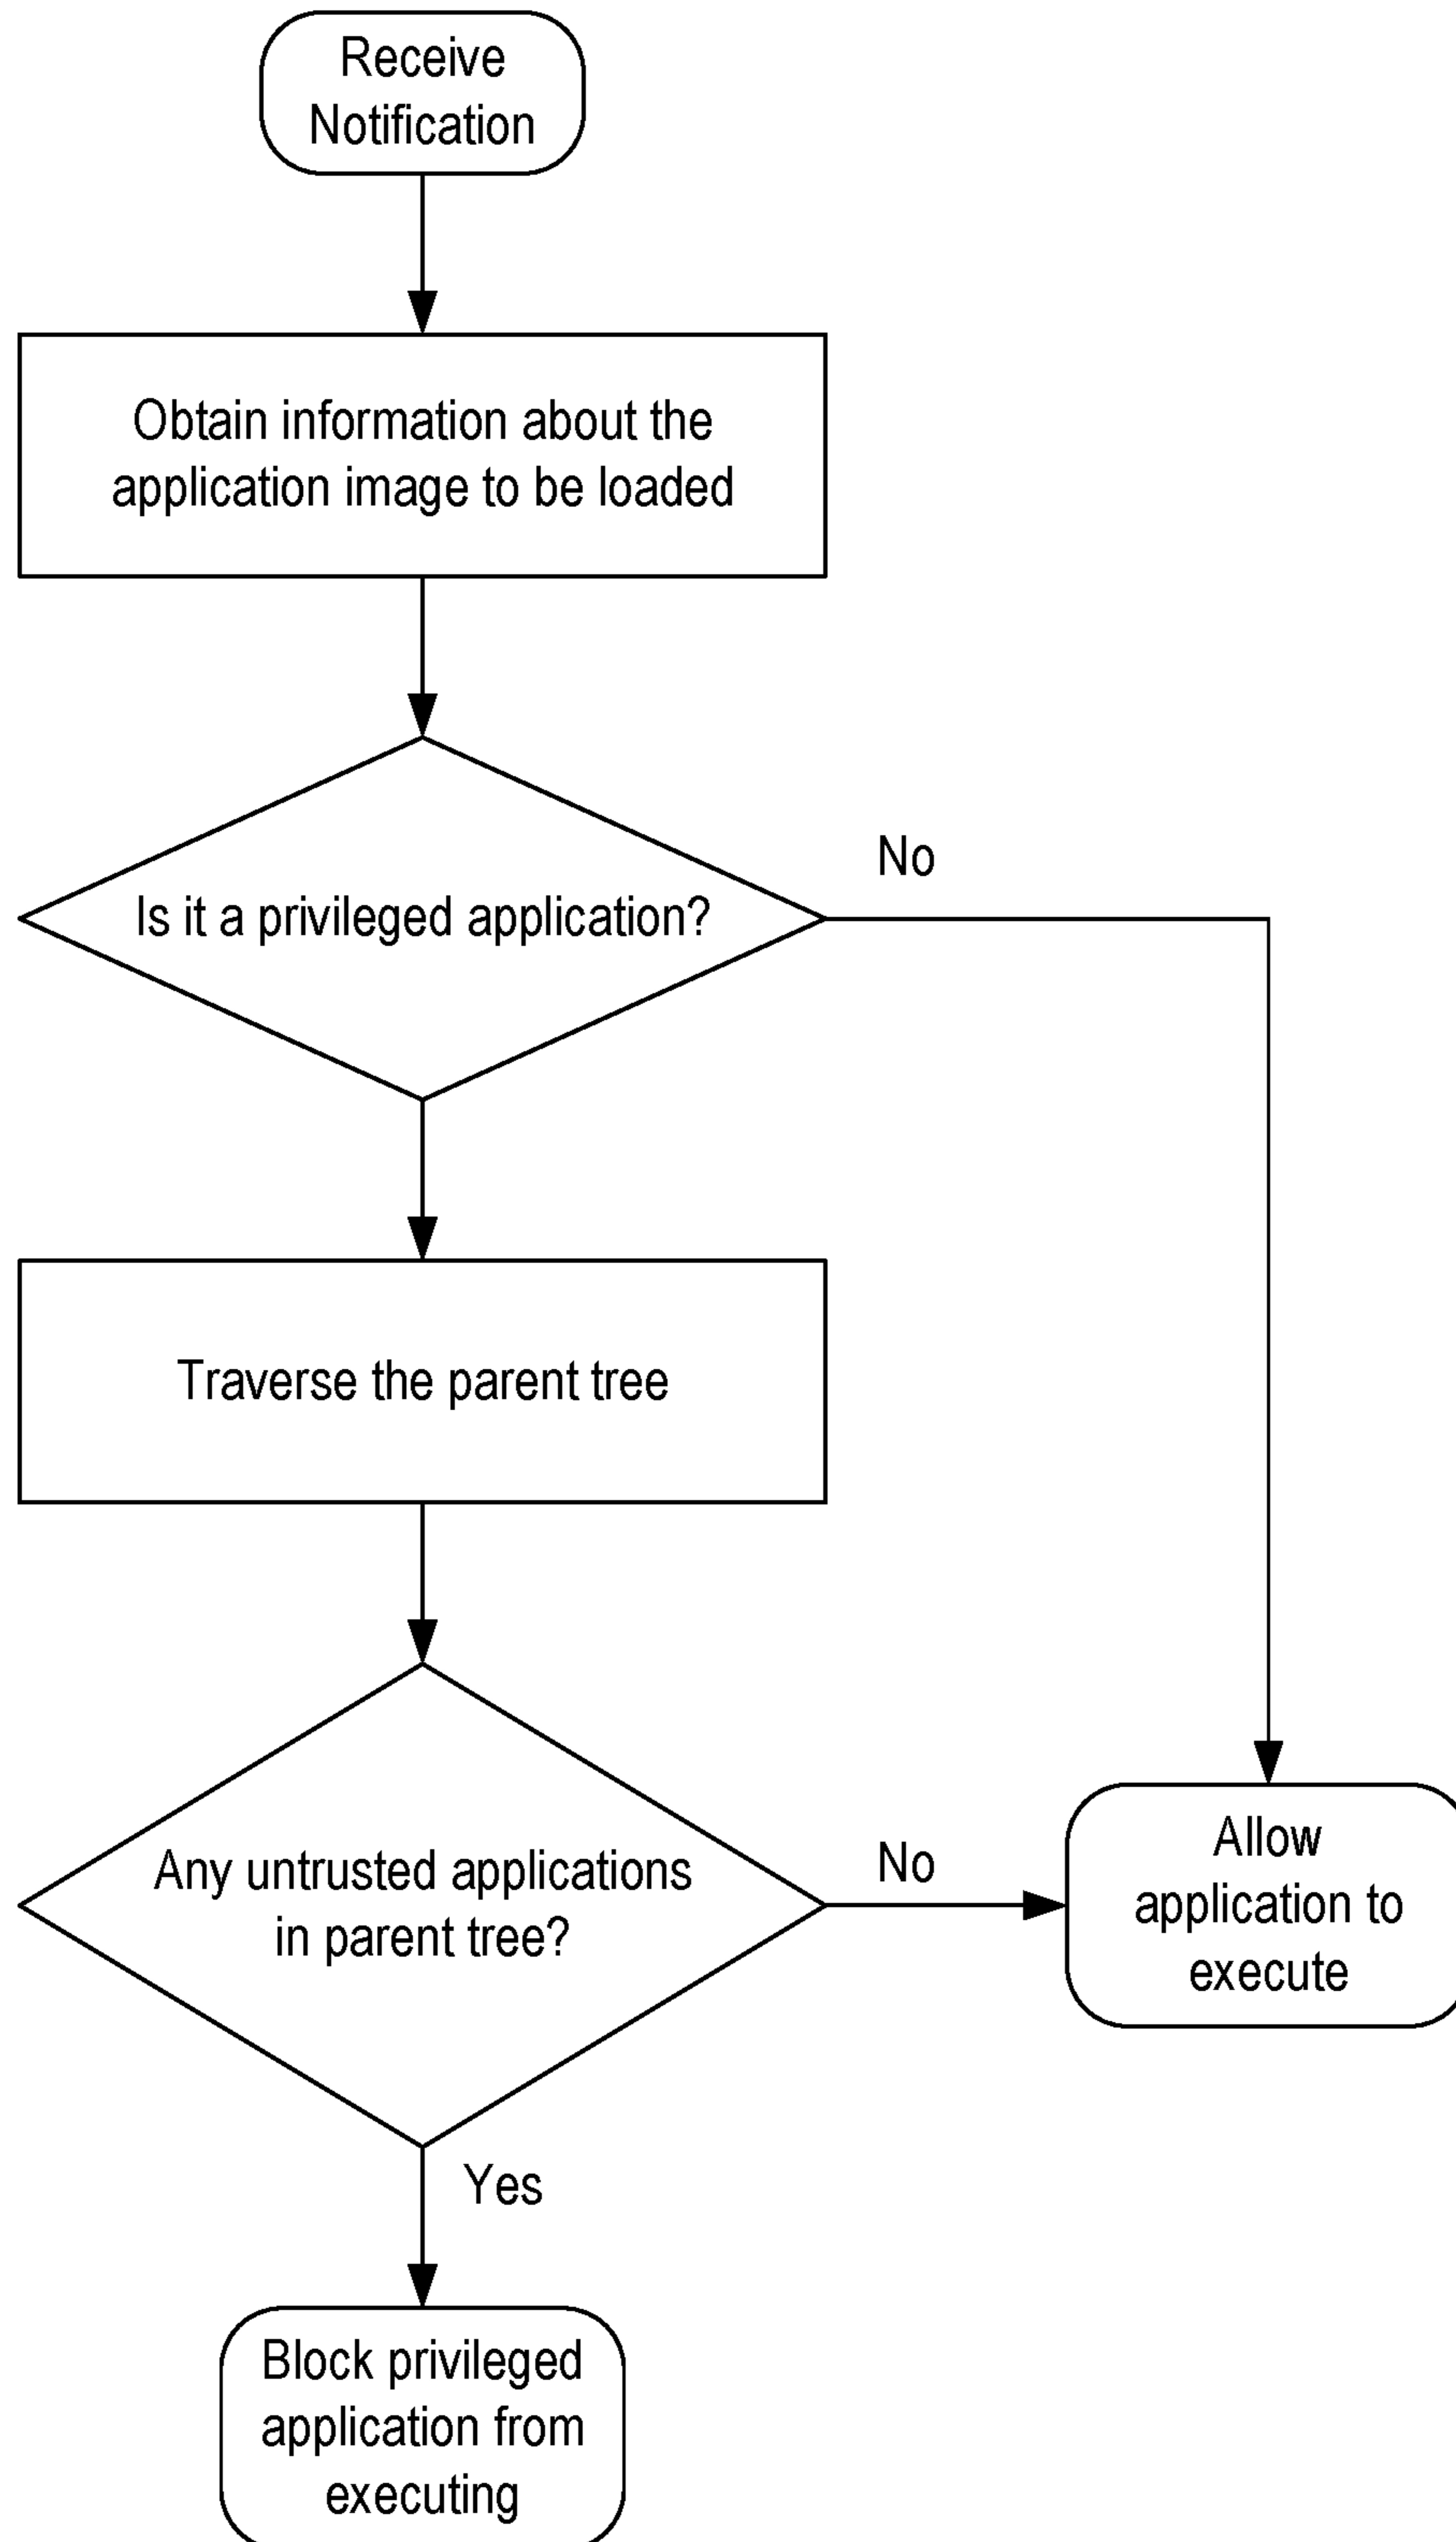 Receive
Notification
Obtain information about the
application image to be loaded
No
Is it a privileged application?
Traverse the parent tree
Any untrusted applications
in parent tree?
No
Allow
application to
execute
Yes
Block privileged
application from
executing